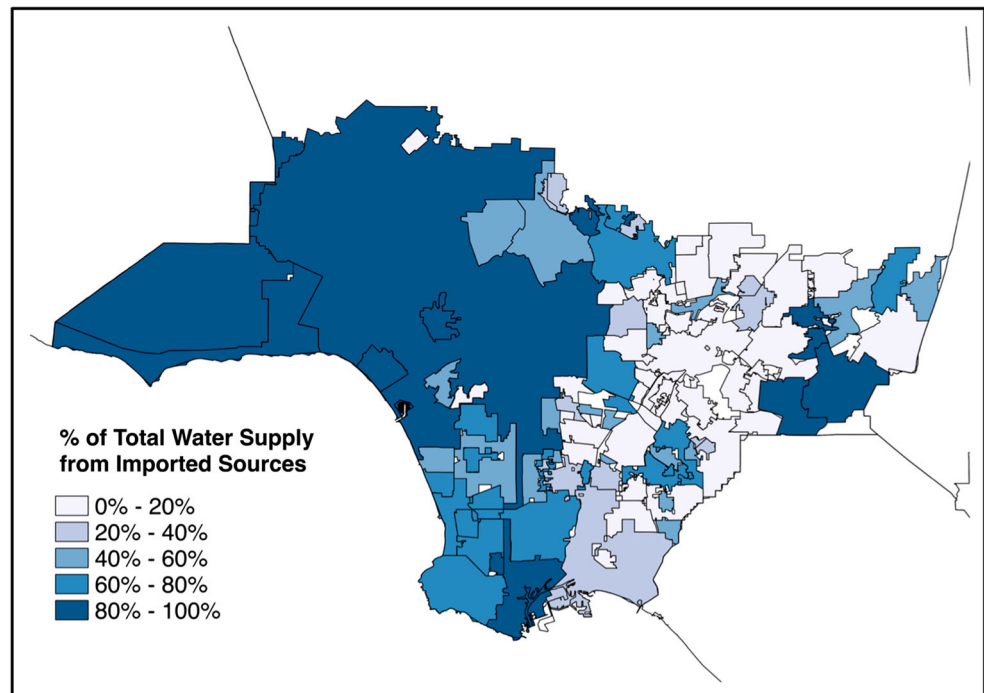 % of Total Water Supply
from Imported Sources
0% - 20%
20% - 40%
40% - 60%
60% - 80%
80% - 100%